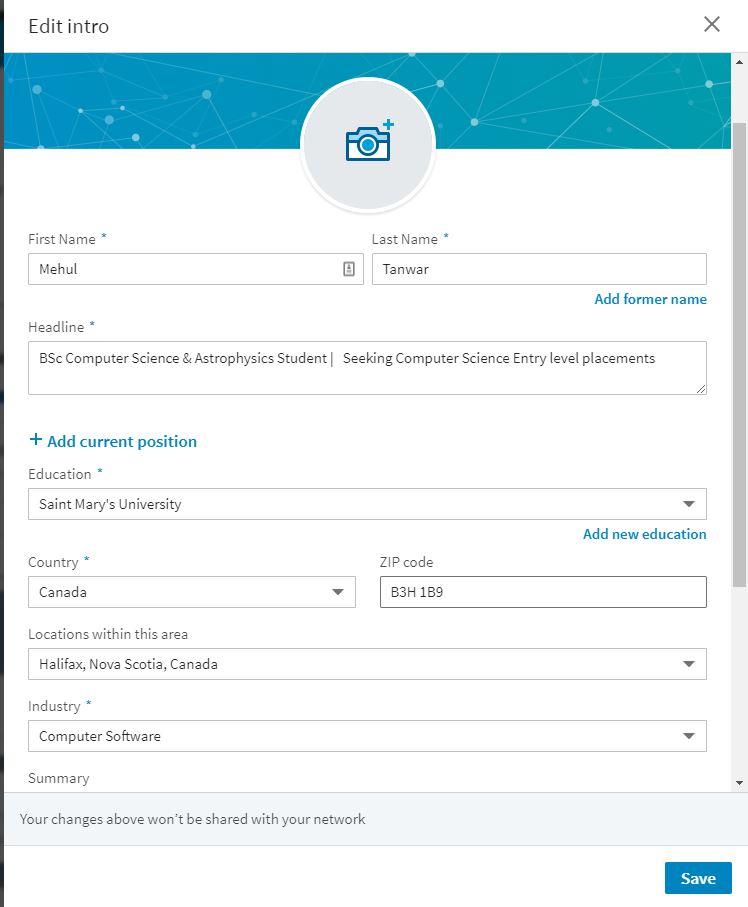 Edit intro
First Name *
Last Name *
Mehul
Tanwar
Add former name
Headline *
BSc Computer Science & Astrophysics Student | Seeking Computer Science Entry level placements
+ Add current position
Education *
Saint Mary's University
Add new education
Country *
ZIP code
Canada
B3H 1B9
Locations within this area
Halifax, Nova Scotia, Canada
Industry *
Computer Software
Summary
Your changes above won't be shared with your network
Save